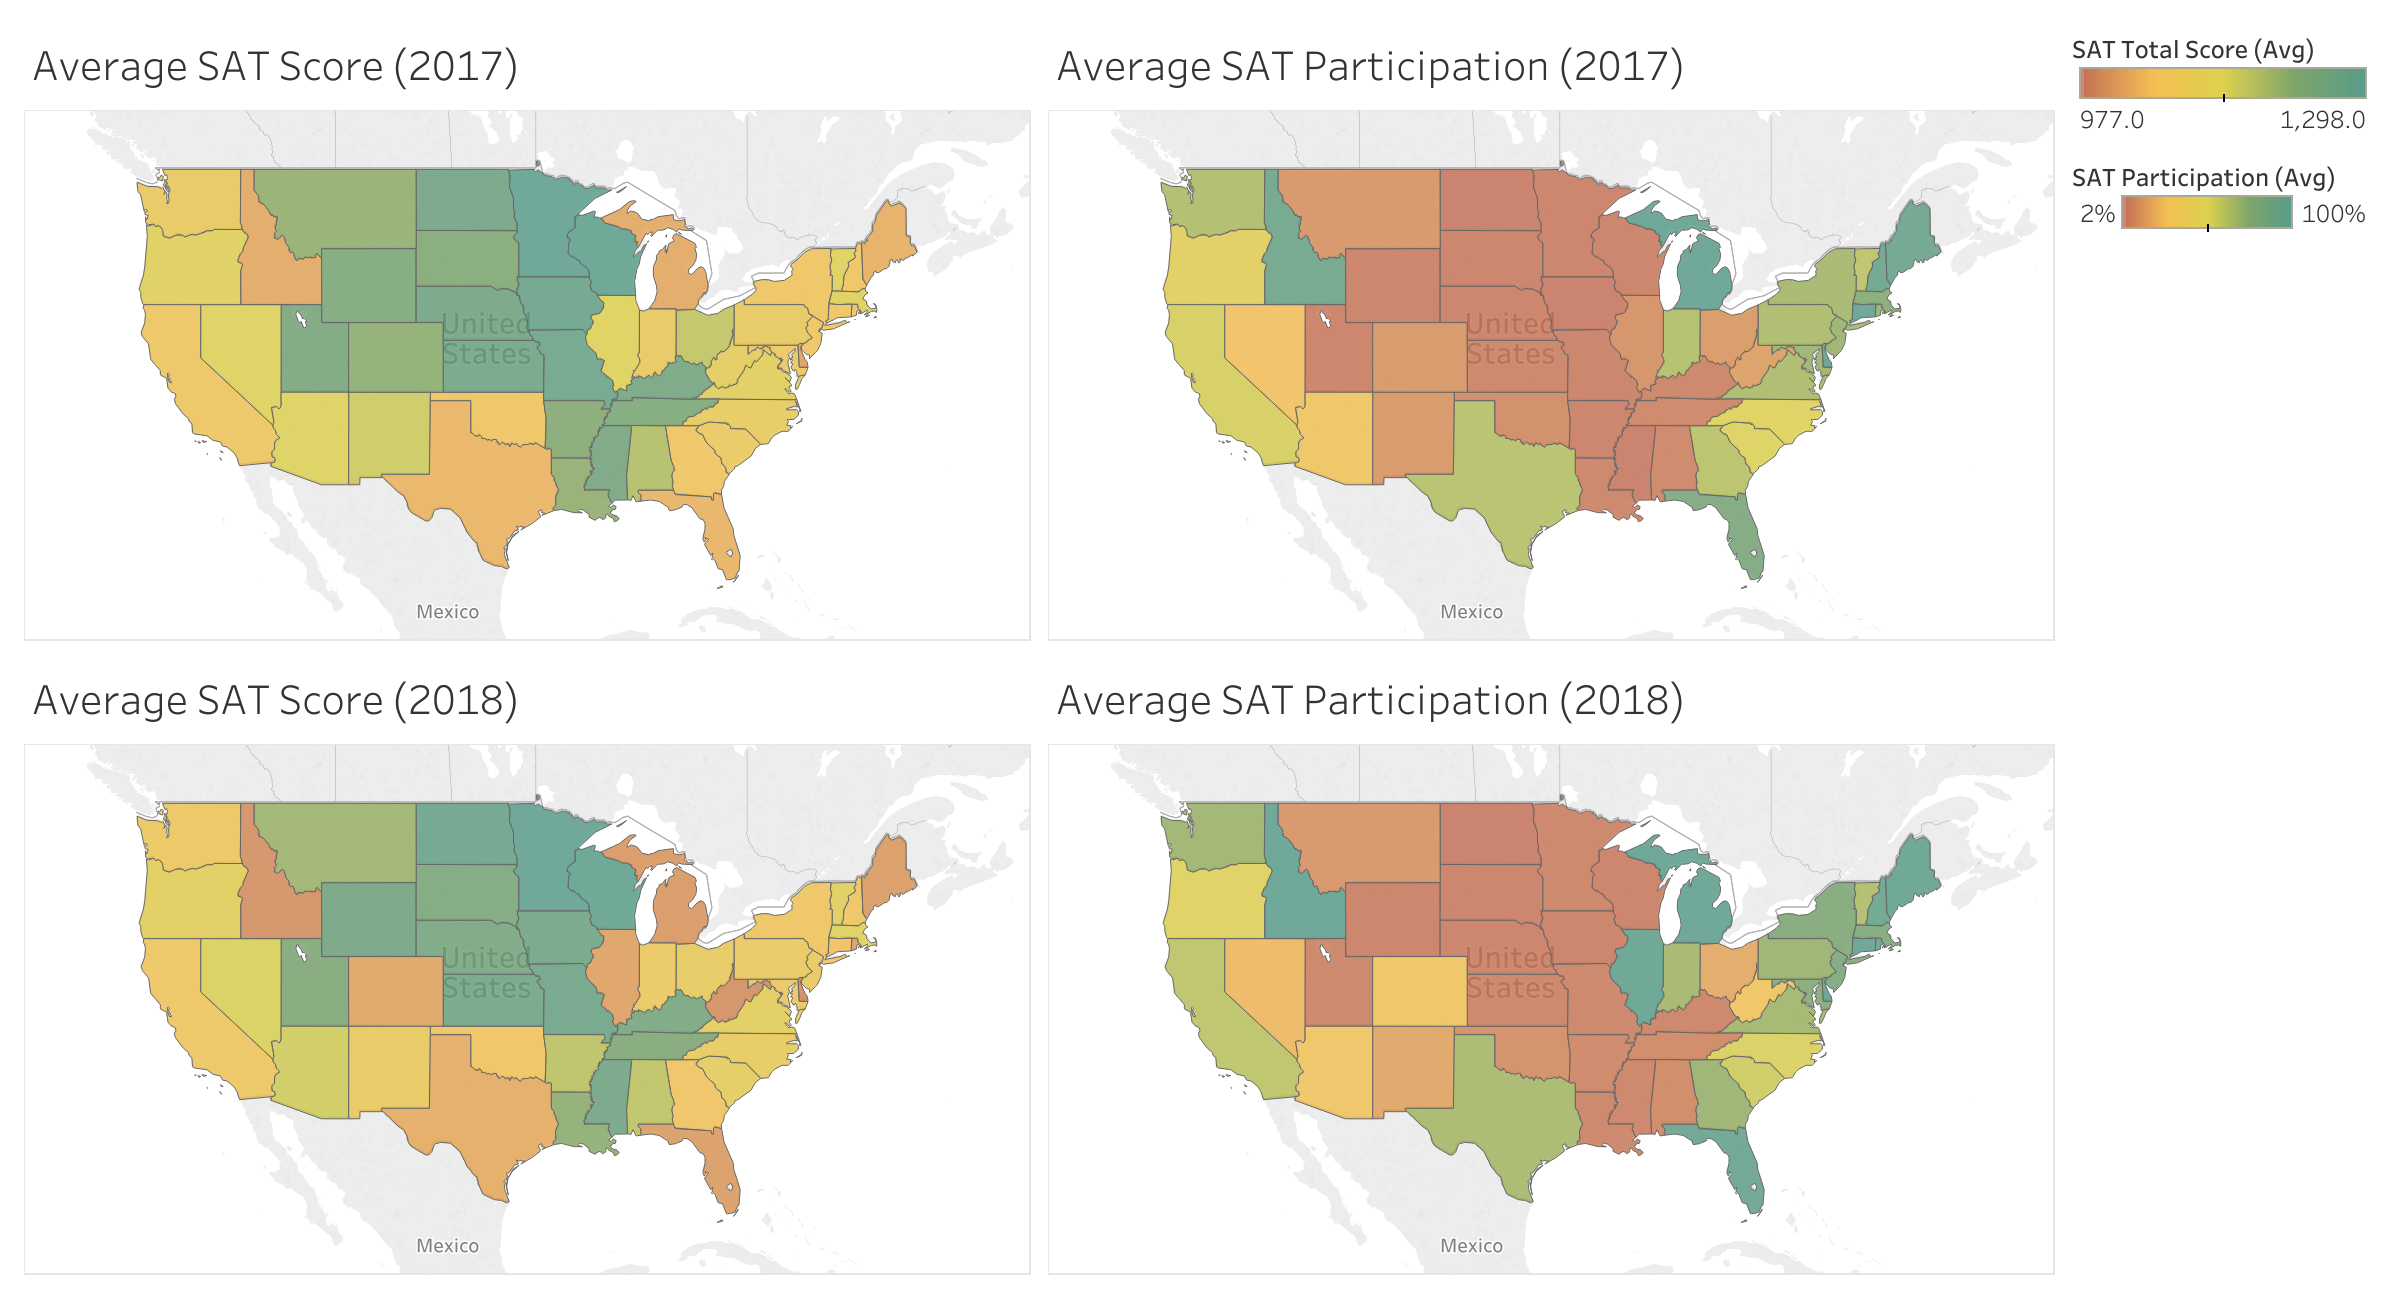 Average SAT Score (2017)
Average SAT Participation (2017)
SAT Total Score (Avg)
977.0
1,298.0
SAT Participation (Avg)
2%
100%
United
States
Mexico
United
States
Mexico
Average SAT Score (2018)
Average SAT Participation (2018)
United
States
Mexico
United
States
Mexico